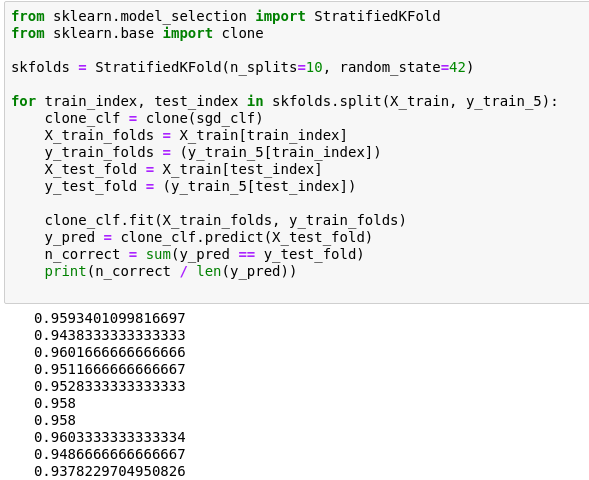 from sklearn.model_selection import StratifiedKFold
from sklearn.base import clone

skfolds = StratifiedKFold(n_splits=10, random_state=42)

for train_index, test_index in skfolds.split(X_train, y_train_5):
    clone_clf = clone(sgd_clf)
    X_train_folds = X_train[train_index]
    y_train_folds = (y_train_5[train_index])
    X_test_fold = X_train[test_index]
    y_test_fold = (y_train_5[test_index])

    clone_clf.fit(X_train_folds, y_train_folds)
    y_pred = clone_clf.predict(X_test_fold)
    n_correct = sum(y_pred == y_test_fold)
    print(n_correct / len(y_pred))

0.9593401099816697
0.9438333333333333
0.9601666666666666
0.9511666666666667
0.9528333333333333
0.958
0.958
0.9603333333333334
0.9486666666666667
0.9378229704950826